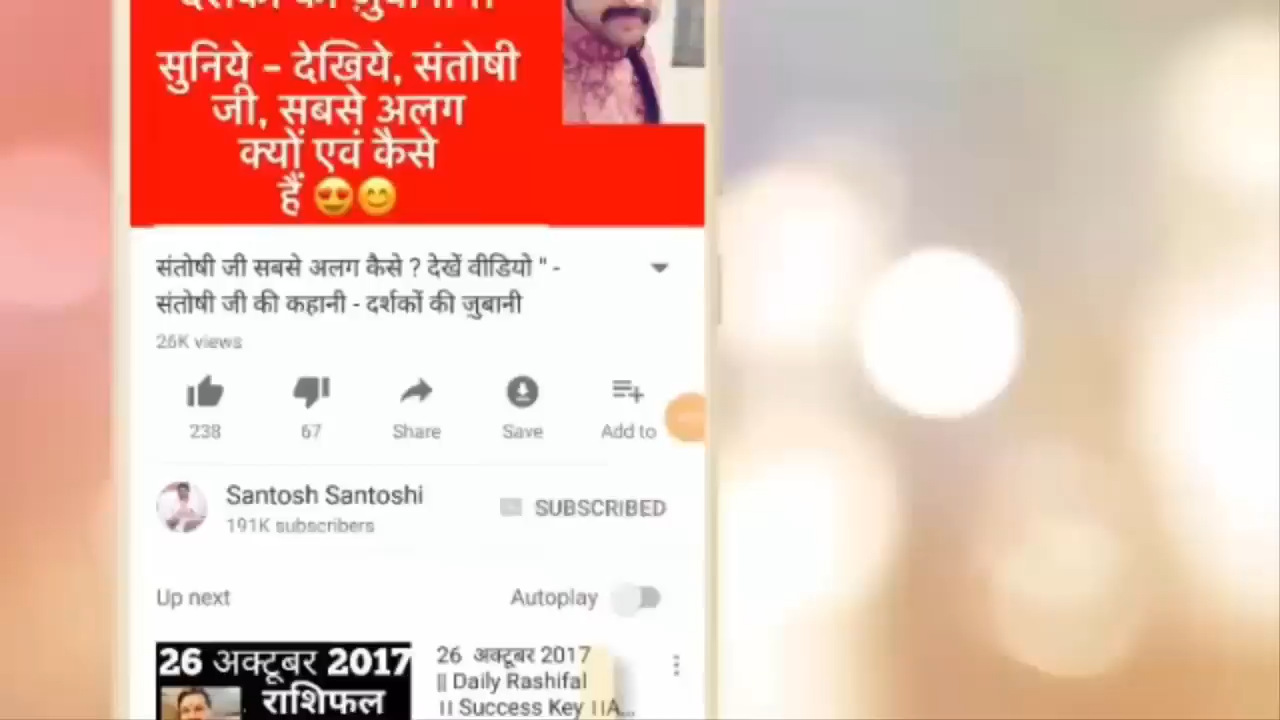 सुनिये - देखिये, संतोषी
जी, सबसे अलग
क्यों एवं कैसे
हैं 😍😊
संतोषी जी सबसे अलग कैसे ? देखें वीडियो " -
संतोषी जी की कहानी - दर्शकों की जुबानी
26K views
238
67
Share
Save
Add to
Santosh Santoshi
191K subscribers
SUBSCRIBED
Up next
Autoplay
26 अक्टूबर 2017
राशिफल
26 अक्टूबर 2017
|| Daily Rashifal
।। Success Key ।।A...